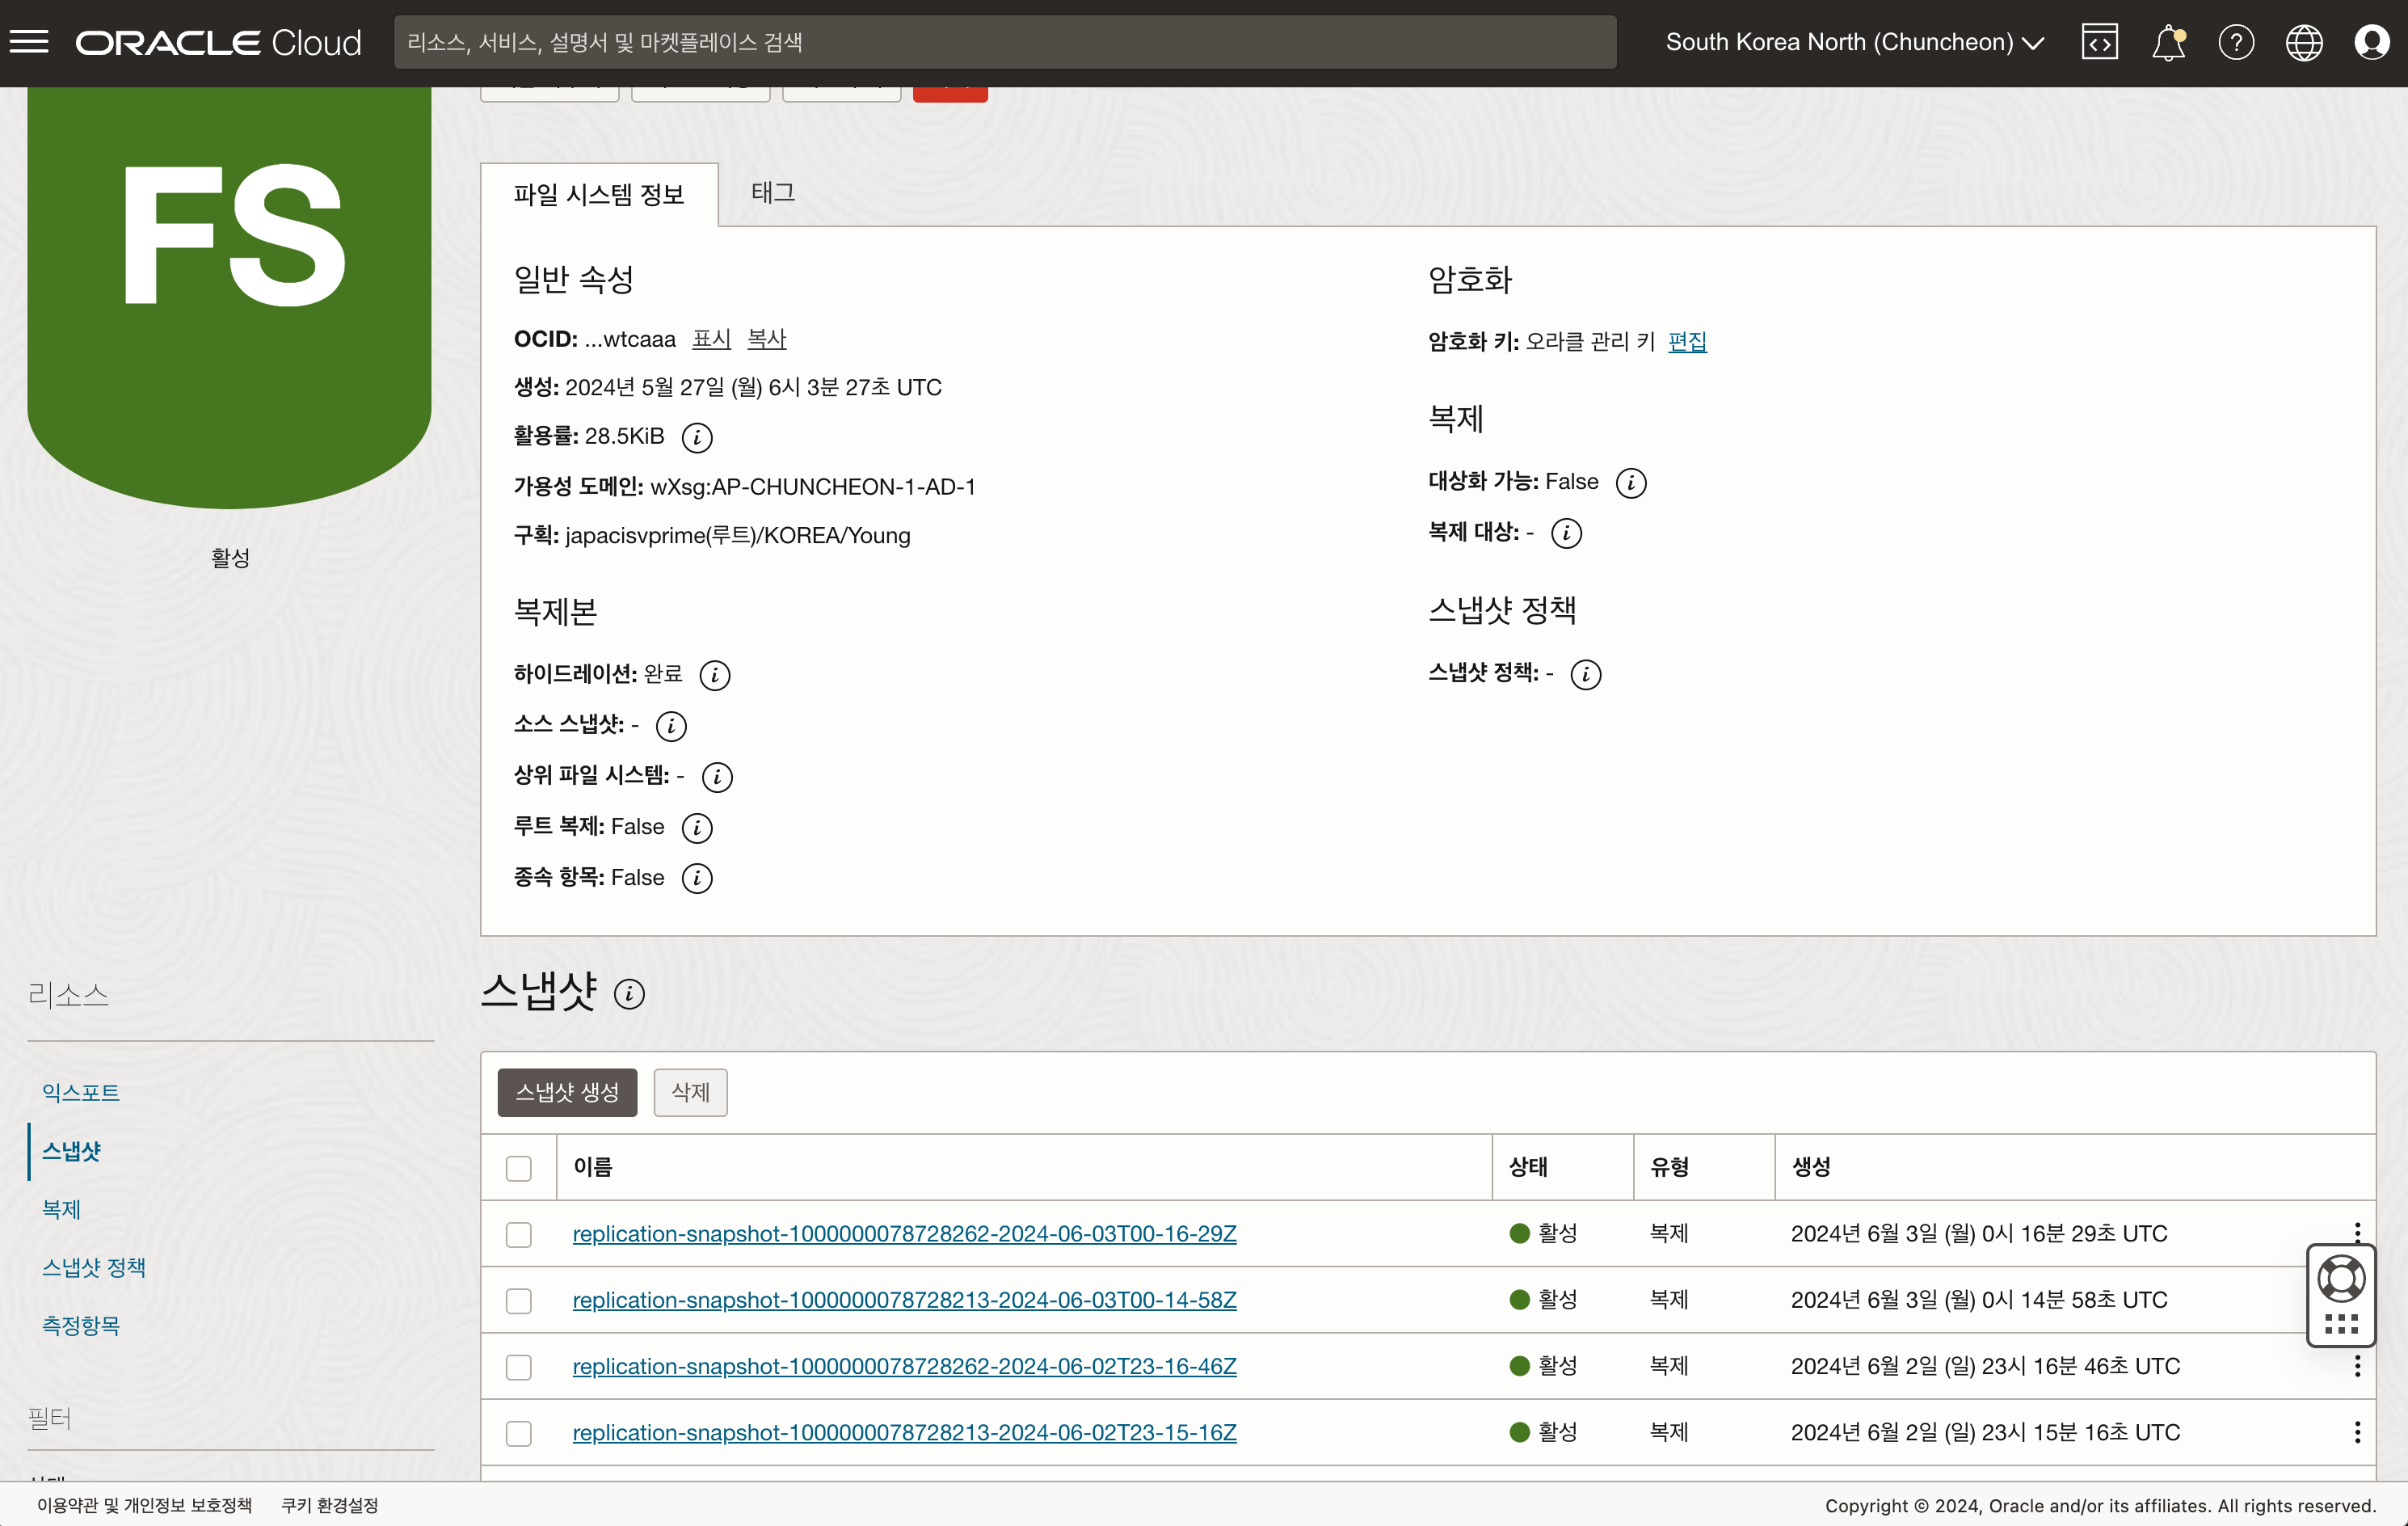 ORACLE Cloud
리소스, 서비스, 설명서 및 마켓플레이스 검색
South Korea North (Chuncheon)
FS
활성
파일 시스템 정보
태그
일반 속성
OCID: ...wtcaaa 표시 복사
생성: 2024년 5월 27일 (월) 6시 3분 27초 UTC
활용률: 28.5KiB
가용성 도메인: wXsg:AP-CHUNCHEON-1-AD-1
구획: japacisvprime(루트)/KOREA/Young
복제본
하이드레이션: 완료
소스 스냅샷: -
상위 파일 시스템: -
루트 복제: False
종속 항목: False
암호화
암호화 키: 오라클 관리 키 편집
복제
대상화 가능: False
복제 대상: -
스냅샷 정책
스냅샷 정책: -
리소스
익스포트
스냅샷
복제
스냅샷 정책
측정항목
필터
스냅샷
스냅샷 생성 삭제
이름 상태 유형 생성
replication-snapshot-1000000078728262-2024-06-03T00-16-29Z 활성 복제 2024년 6월 3일 (월) 0시 16분 29초 UTC
replication-snapshot-1000000078728213-2024-06-03T00-14-58Z 활성 복제 2024년 6월 3일 (월) 0시 14분 58초 UTC
replication-snapshot-1000000078728262-2024-06-02T23-16-46Z 활성 복제 2024년 6월 2일 (일) 23시 16분 46초 UTC
replication-snapshot-1000000078728213-2024-06-02T23-15-16Z 활성 복제 2024년 6월 2일 (일) 23시 15분 16초 UTC
이용약관 및 개인정보 보호정책 쿠키 환경설정
Copyright © 2024, Oracle and/or its affiliates. All rights reserved.